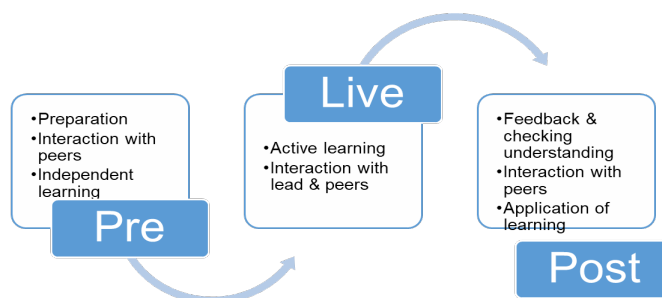 •Preparation
•Interaction with
peers
•Independent
learning
Pre
Live
•Active learning
•Interaction with
lead & peers
•Feedback &
checking
understanding
•Interaction with
peers
•Application of
learning
Post